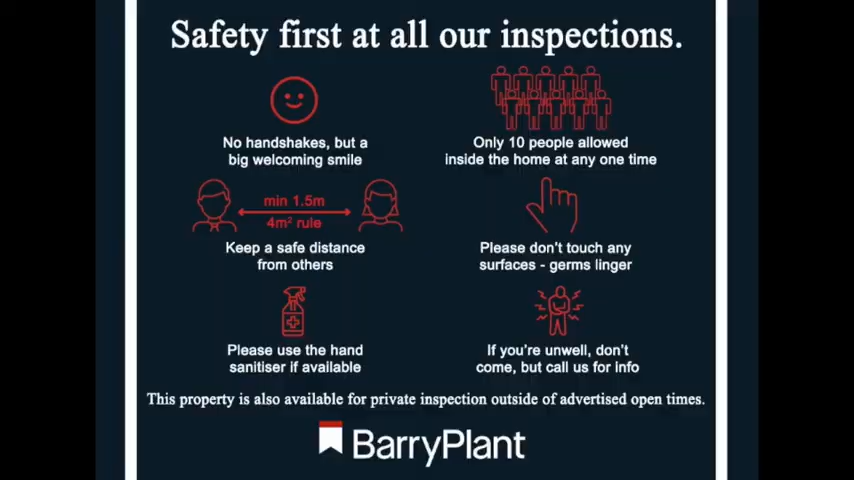 Safety first at all our inspections.
No handshakes, but a
big welcoming smile
Only 10 people allowed
inside the home at any one time
min 1.5m
4m² rule
Keep a safe distance
from others
Please don't touch any
surfaces - germs linger
Please use the hand
sanitiser if available
If you're unwell, don't
come, but call us for info
This property is also available for private inspection outside of advertised open times.
BarryPlant